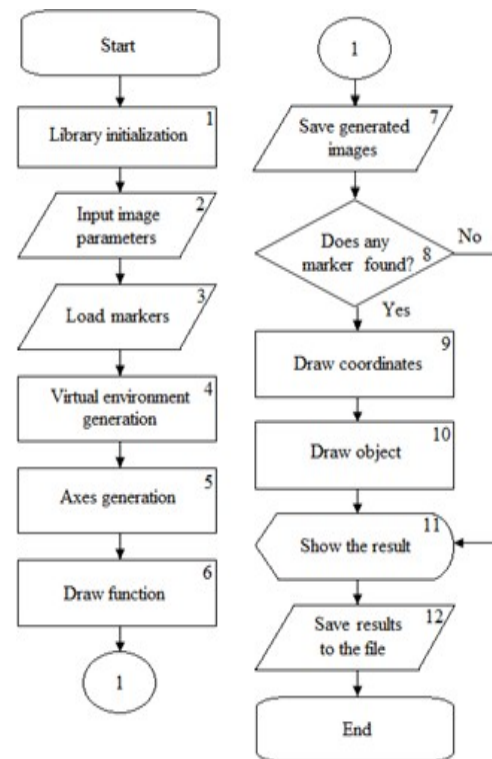 Start
1
Library initialization
2
Input image
parameters
3
Load markers
4
Virtual environment
generation
5
Axes generation
6
Draw function
1
1
7
Save generated
images
Does any
marker found?
8
No
Yes
9
Draw coordinates
10
Draw object
11
Show the result
12
Save results
to the file
End